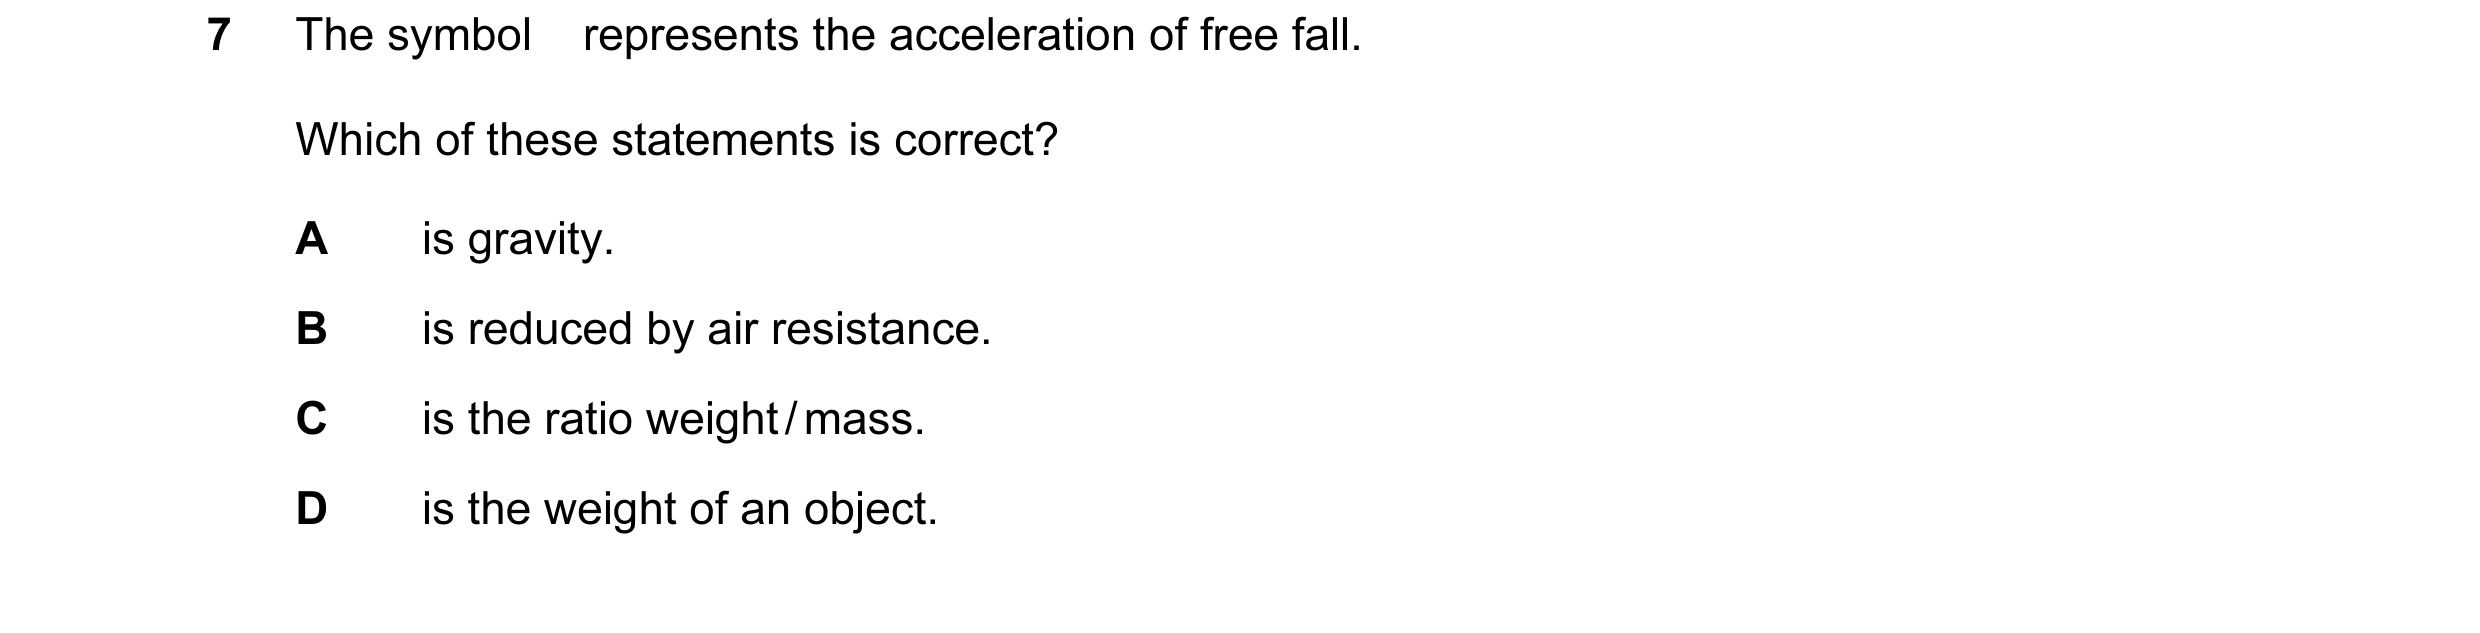 7 The symbol represents the acceleration of free fall.
Which of these statements is correct?
A is gravity.
B is reduced by air resistance.
C is the ratio weight/mass.
D is the weight of an object.